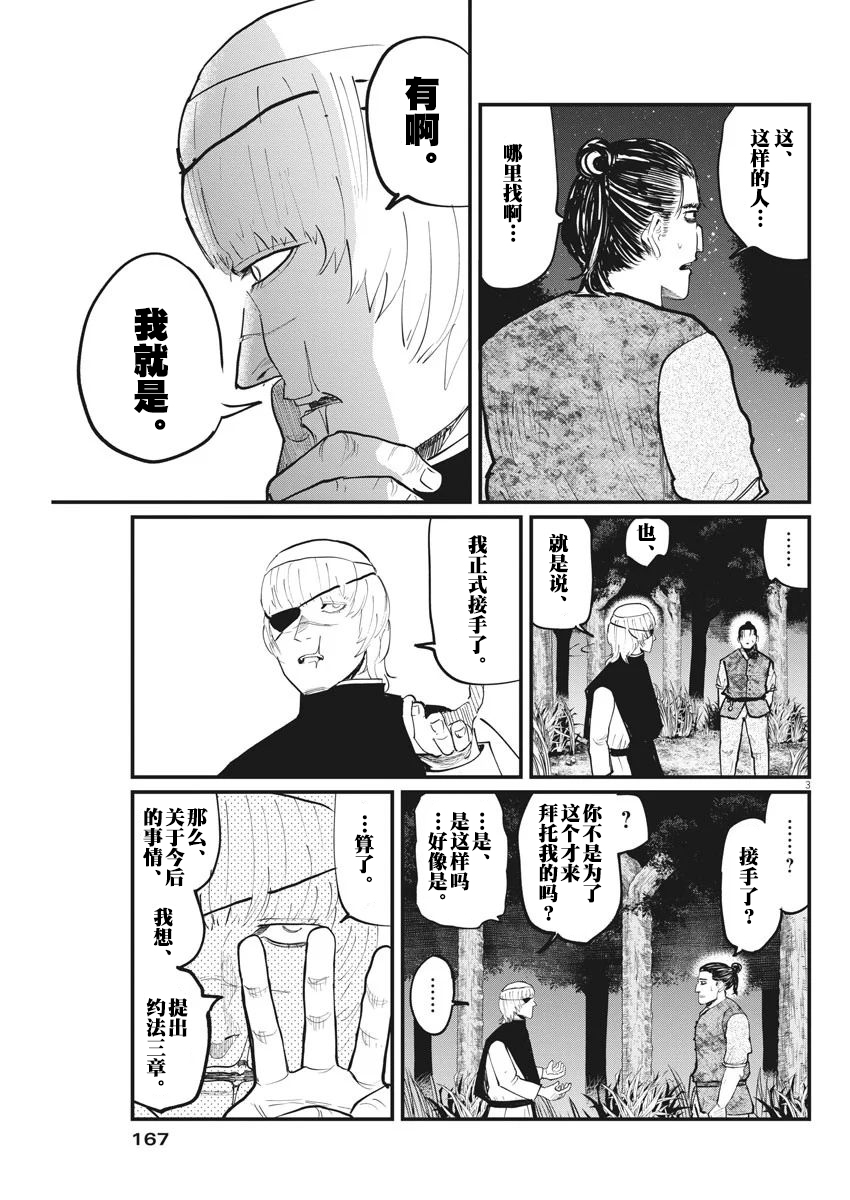 这、
这样的人…
哪里找啊…
有啊。
我就是。
……
也、
就是说、
我正式接手了。
………?
接手了?
?
你不是为了
这个才来
拜托我的吗?
…是、
是这样吗
…好像是。
……
…算了。
那么、
关于今后
的事情、
我想、
提出
约法三章。
3
167